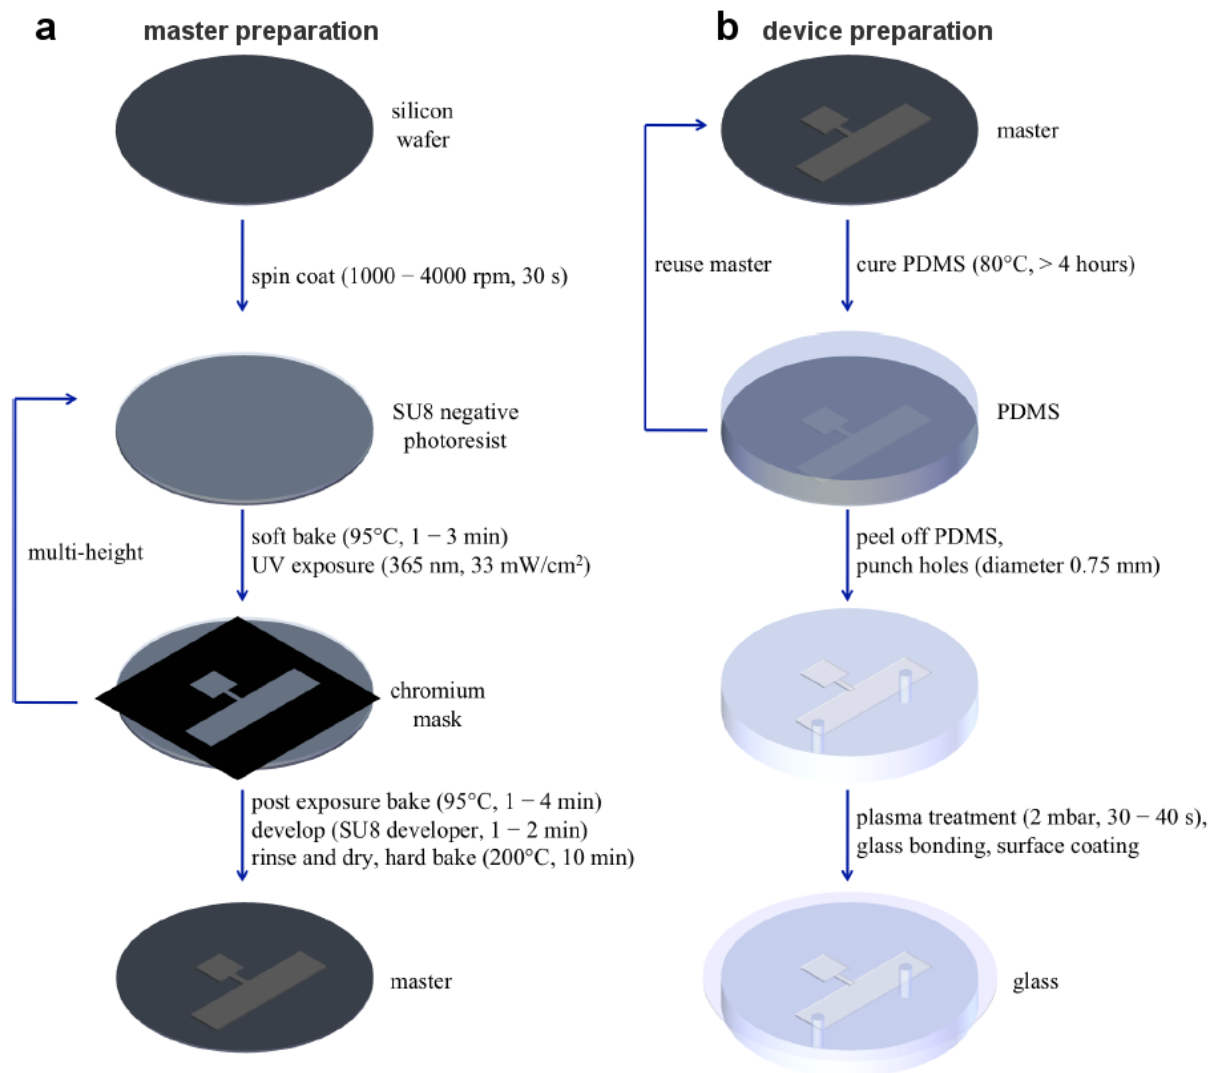 a master preparation
silicon
wafer
spin coat (1000 − 4000 rpm, 30 s)
SU8 negative
photoresist
multi-height
soft bake (95°C, 1 − 3 min)
UV exposure (365 nm, 33 mW/cm²)
chromium
mask
post exposure bake (95°C, 1 − 4 min)
develop (SU8 developer, 1 − 2 min)
rinse and dry, hard bake (200°C, 10 min)
master
b device preparation
master
reuse master
cure PDMS (80°C, > 4 hours)
PDMS
peel off PDMS,
punch holes (diameter 0.75 mm)
plasma treatment (2 mbar, 30 − 40 s),
glass bonding, surface coating
glass